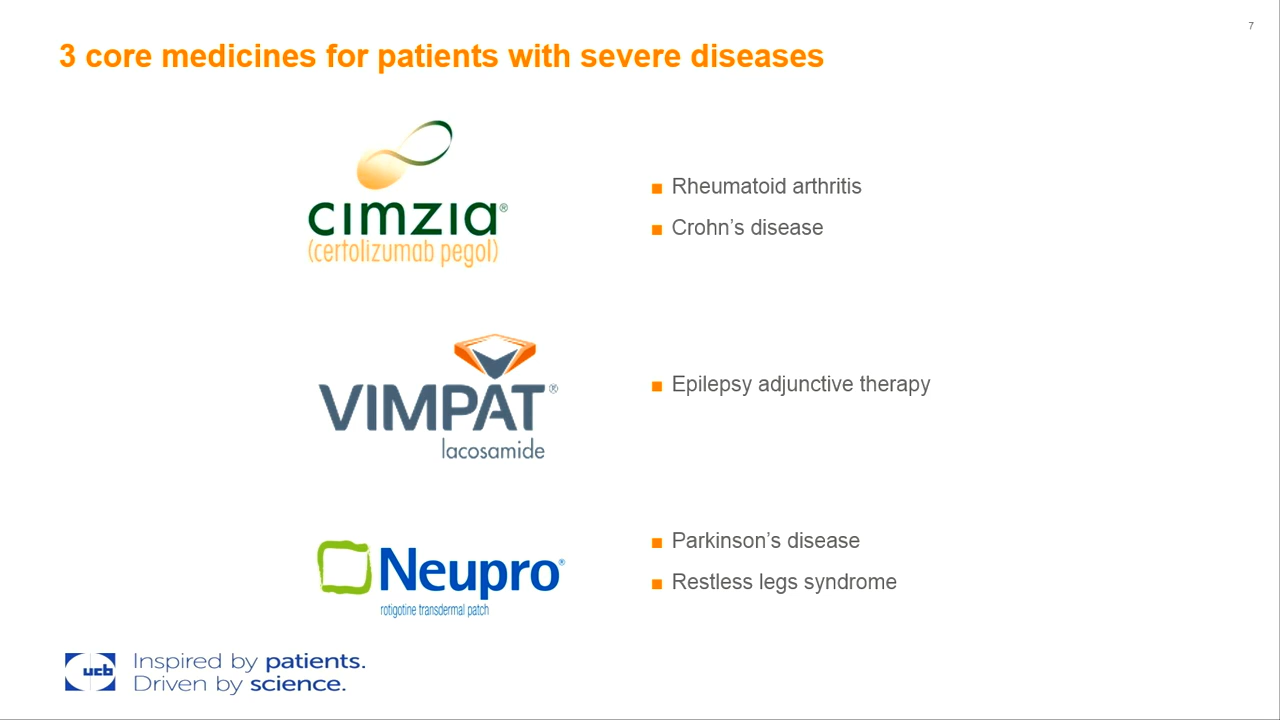 7
3 core medicines for patients with severe diseases
cimzia®
(certolizumab pegol)
■ Rheumatoid arthritis
■ Crohn’s disease
VIMPAT®
lacosamide
■ Epilepsy adjunctive therapy
Neupro®
rotigotine transdermal patch
■ Parkinson’s disease
■ Restless legs syndrome
ucb
Inspired by patients.
Driven by science.